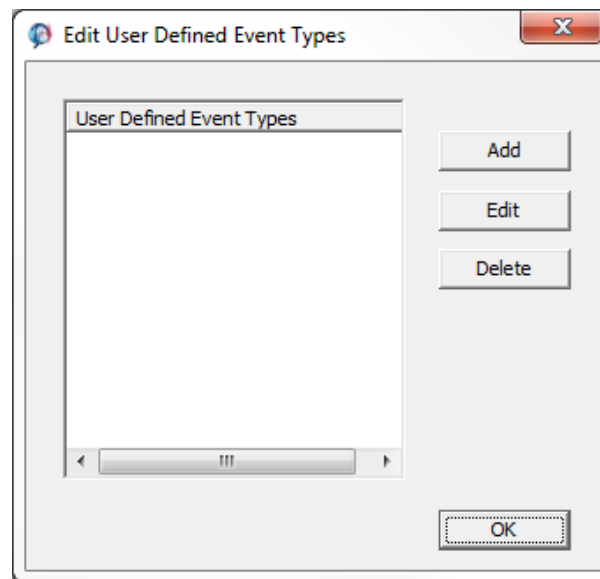 Edit User Defined Event Types
User Defined Event Types
Add
Edit
Delete
OK